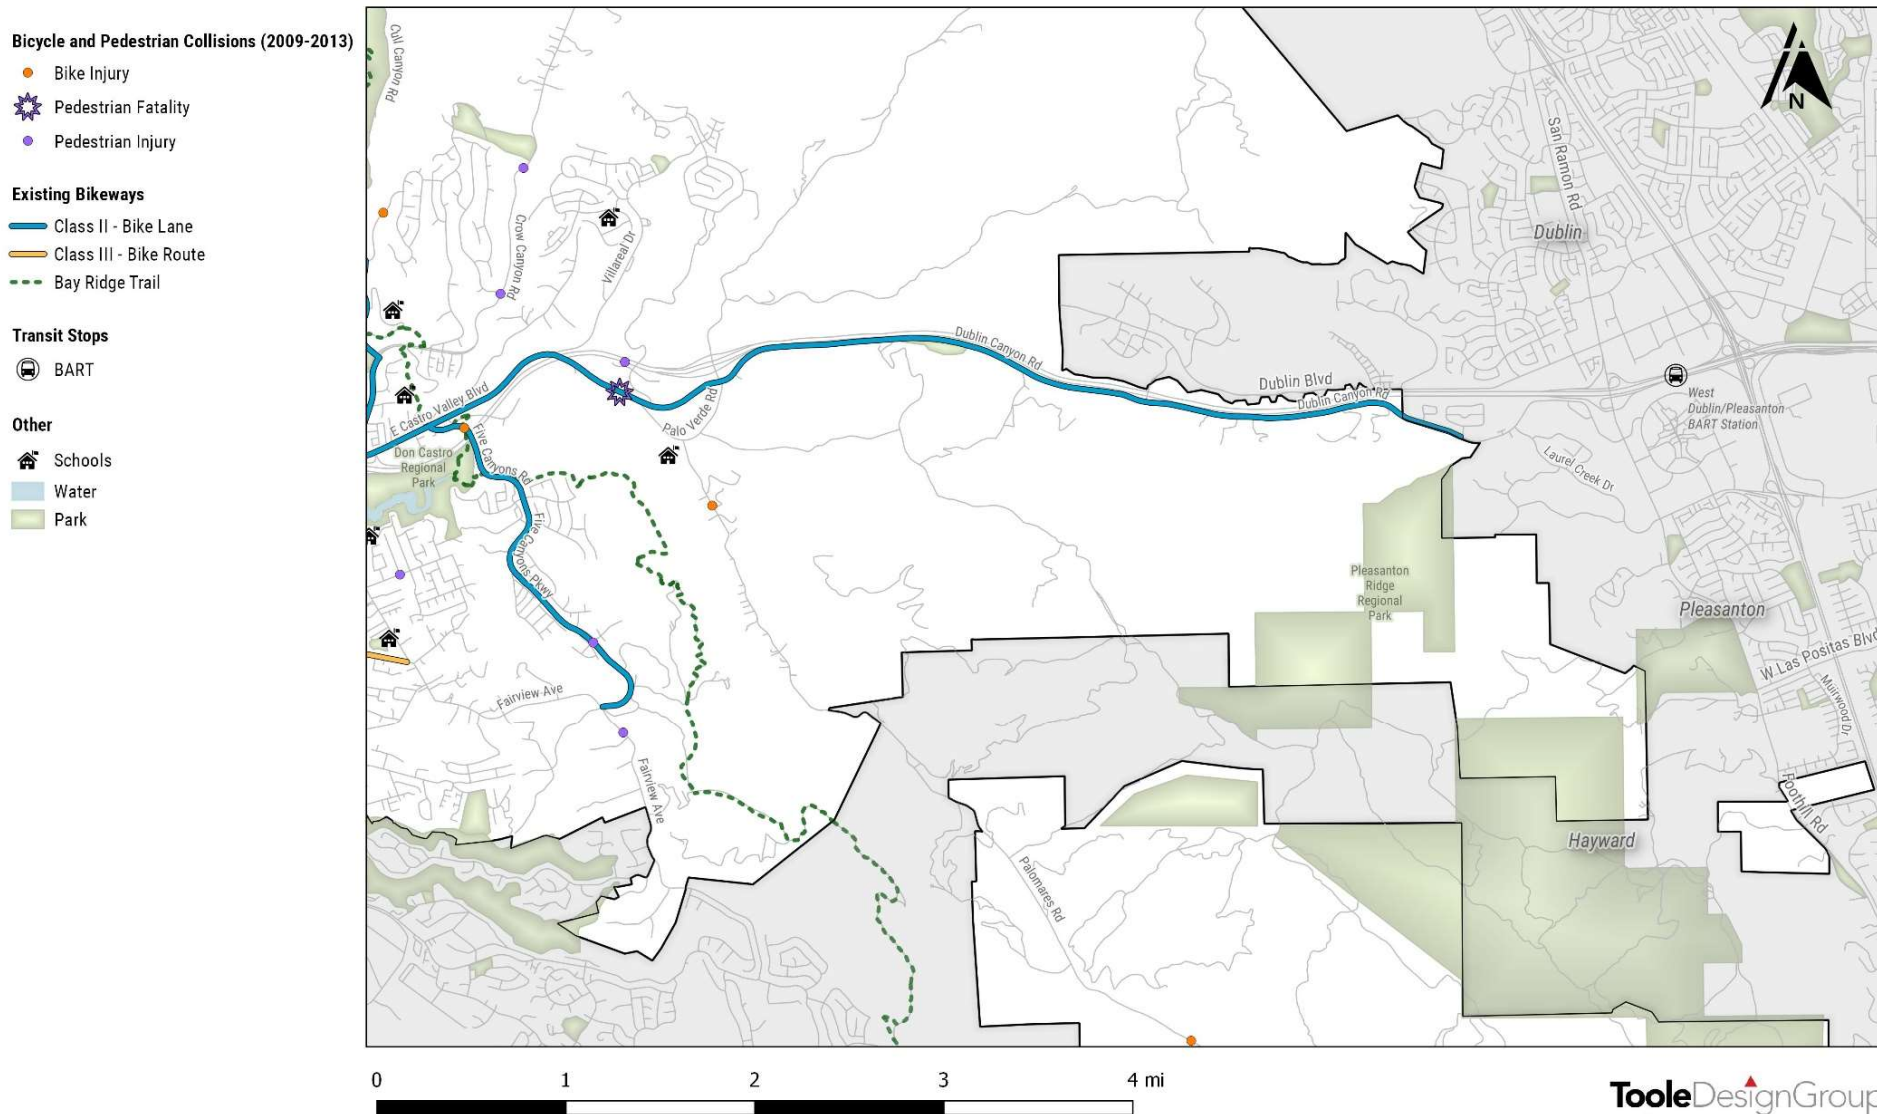 Bicycle and Pedestrian Collisions (2009-2013)
Bike Injury
Pedestrian Fatality
Pedestrian Injury
Existing Bikeways
Class II - Bike Lane
Class III - Bike Route
Bay Ridge Trail
Transit Stops
BART
Other
Schools
Water
Park
Cull Canyon Rd
N
San Ramon Rd
Dublin
Crow Canyon Rd
Villareal Dr
Dublin Canyon Rd
Dublin Blvd
Dublin Canyon Rd
West
Dublin/Pleasanton
BART Station
E Castro Valley Blvd
Palo Verde Rd
Don Castro
Regional
Park
Five Canyons Rd
Laurel Creek Dr
Five Canyons Pkwy
Pleasanton
Ridge
Regional
Park
Pleasanton
W Las Positas Blvd
Muirwood Dr
Fairview Ave
Fairview Ave
Foothill Rd
Hayward
Palomares Rd
0 1 2 3 4 mi
TooleDesignGroup